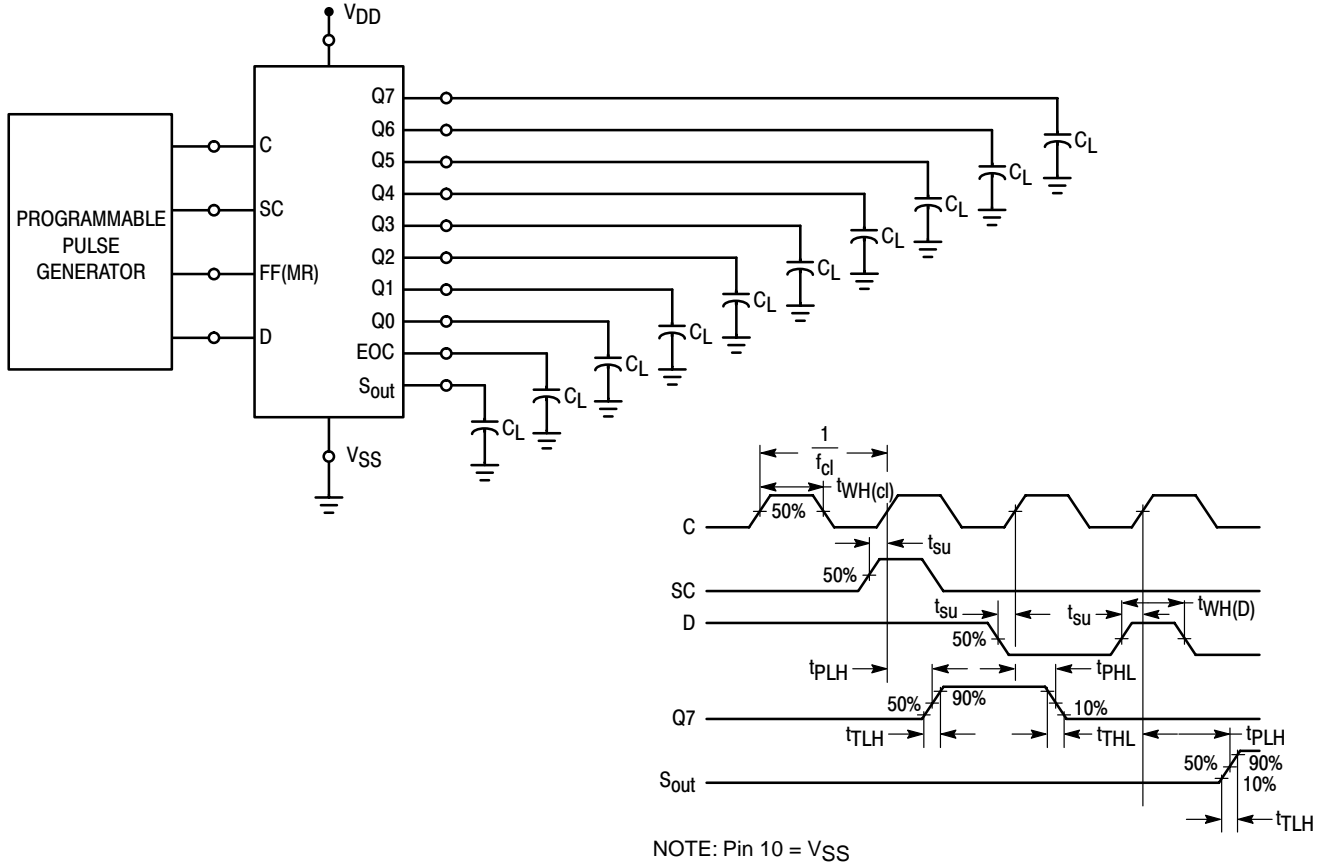 VDD
PROGRAMMABLE
PULSE
GENERATOR
C
SC
FF(MR)
D
Q7
Q6
Q5
Q4
Q3
Q2
Q1
Q0
EOC
Sout
CL
CL
CL
CL
CL
CL
CL
CL
CL
CL
VSS
1
fcl
tWH(cl)
C
50%
tsu
50%
SC
tsu
tsu
tWH(D)
D
50%
tPLH
tPHL
50%
90%
10%
Q7
tTLH
tTHL
tPLH
50%
90%
Sout
10%
tTLH
NOTE: Pin 10 = VSS